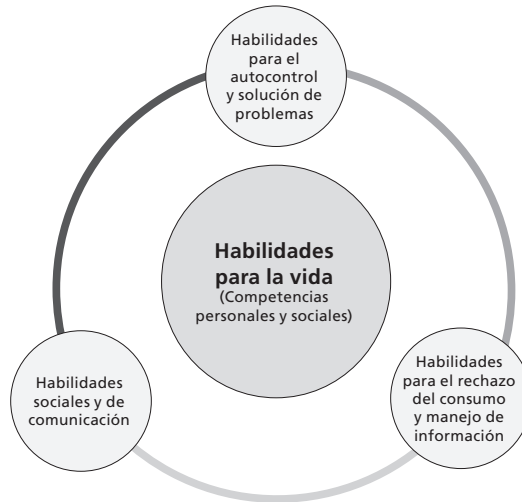 Habilidades
para el
autocontrol
y solución de
problemas
Habilidades
para la vida
(Competencias
personales y sociales)
Habilidades
sociales y de
comunicación
Habilidades
para el rechazo
del consumo
y manejo de
información